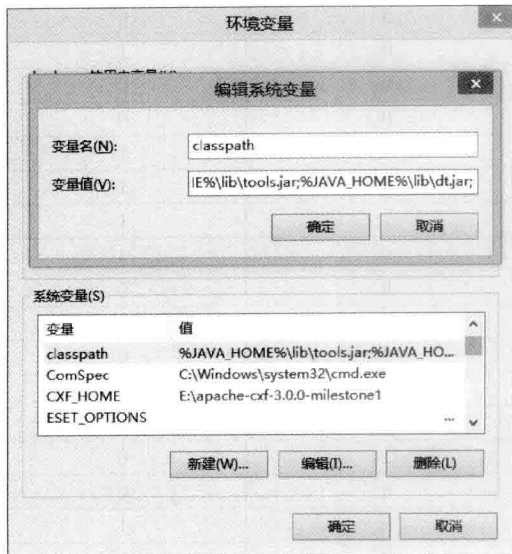 环境变量
编辑系统变量
变量名(N):
classpath
变量值(V):
IE%\lib\tools.jar;%JAVA_HOME%\lib\dt.jar;
确定
取消
系统变量(S)
变量 值
classpath %JAVA_HOME%\lib\tools.jar;%JAVA_HO...
ComSpec C:\Windows\system32\cmd.exe
CXF_HOME E:\apache-cxf-3.0.0-milestone1
ESET_OPTIONS ...
新建(W)... 编辑(I)... 删除(L)
确定 取消